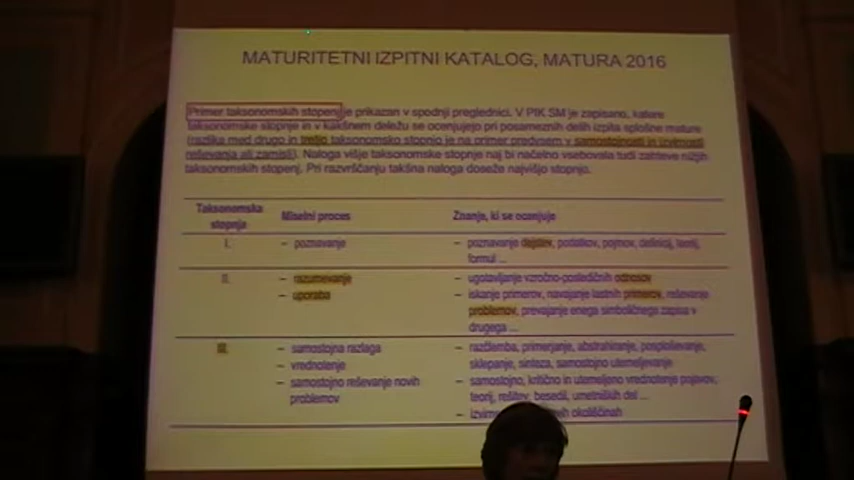 MATURITETNI IZPITNI KATALOG, MATURA 2016
Primer taksonomskih stopenj je prikazan v spodnji preglednici. V PIK SM je zapisano, katere
taksonomske stopnje in v kakšnem deležu se ocenjujejo pri posameznih delih izpita splošne mature
(razlika med drugo in tretjo taksonomsko stopnjo je na primer predvsem v samostojnosti in izvirnosti
reševanja ali zamisli). Naloga višje taksonomske stopnje naj bi načelno vsebovala tudi zahteve nižjih
taksonomskih stopenj. Pri razvrščanju takšna naloga doseže najvišjo stopnjo.
Taksonomska stopnja
Miselni proces
Znanje, ki se ocenjuje
I.
– poznavanje
– poznavanje dejstev, podatkov, pojmov, definicij, teorij,
formul ...
II.
– razumevanje
– uporaba
– ugotavljanje vzročno-posledičnih odnosov
– iskanje primerov, navajanje lastnih primerov, reševanje
problemov, prevajanje enega simboličnega zapisa v
drugega ...
III.
– samostojna razlaga
– vrednotenje
– samostojno reševanje novih
problemov
– razčlemba, primerjanje, abstrahiranje, posploševanje,
sklepanje, sinteza, samostojno utemeljevanje
– samostojno, kritično in utemeljeno vrednotenje pojavov,
teorij, rešitev, besedil, umetniških del ...
– okoliščinah